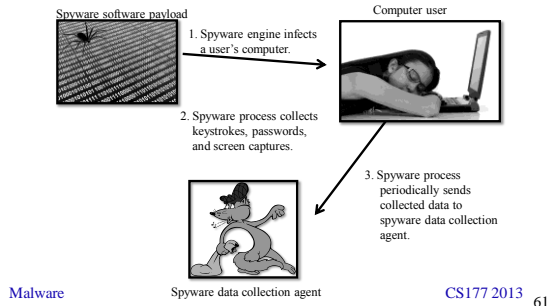 Spyware software payload
Computer user
1. Spyware engine infects
a user's computer.
2. Spyware process collects
keystrokes, passwords,
and screen captures.
3. Spyware process
periodically sends
collected data to
spyware data collection
agent.
Spyware data collection agent
Malware
CS177 2013
61